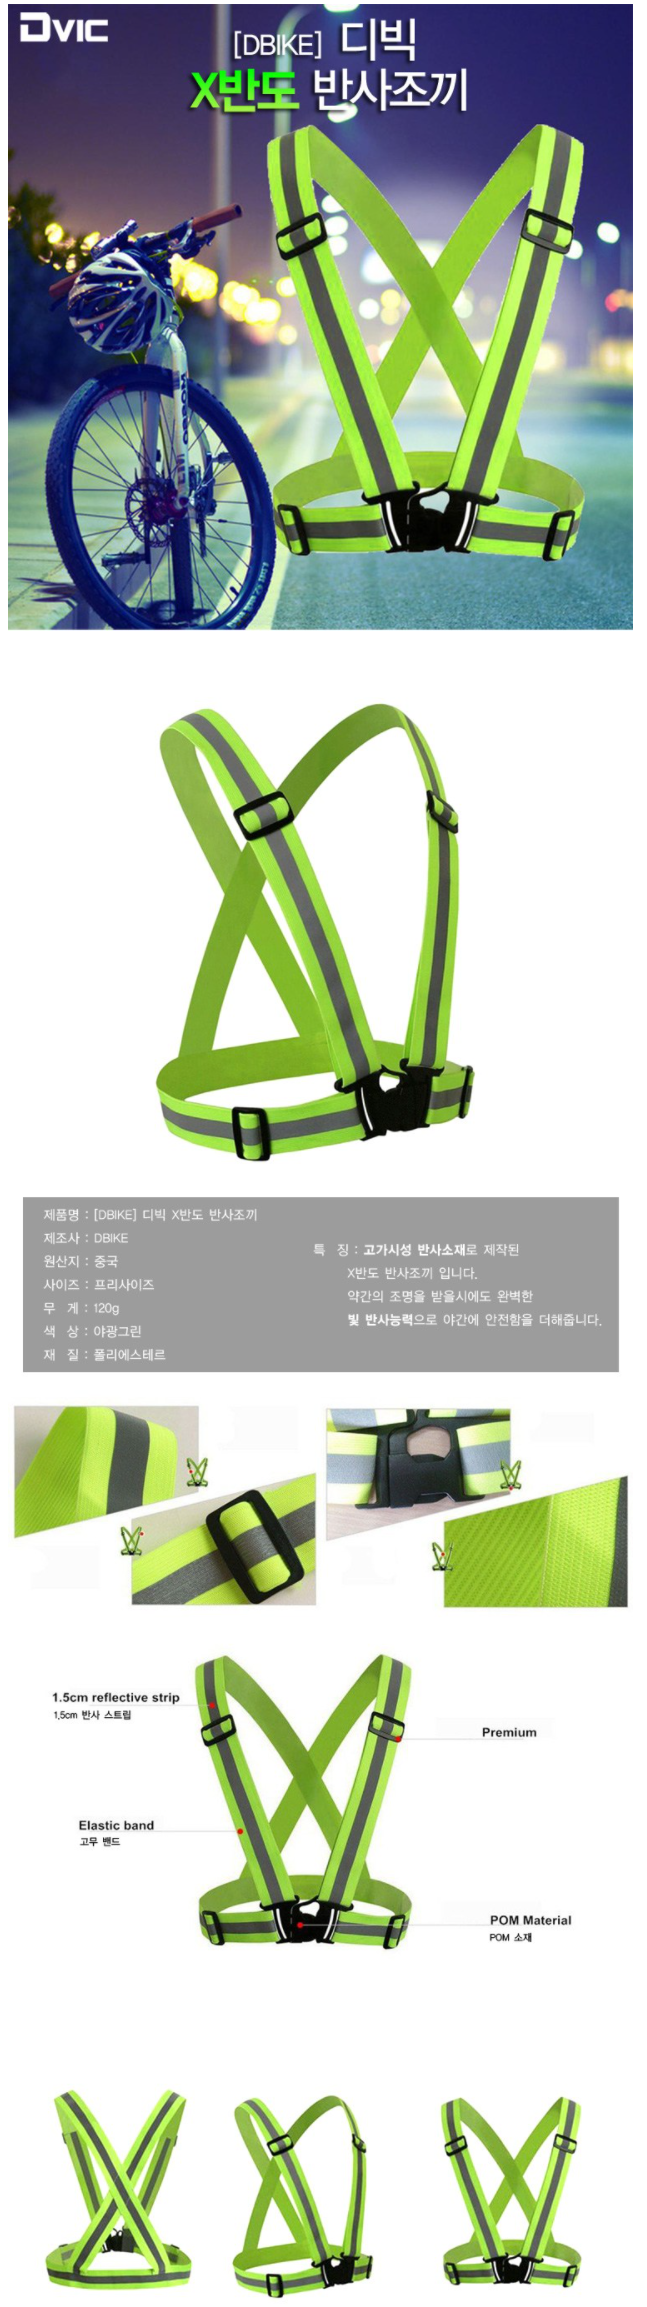 DVIC
[DBIKE] 디빅
X반도 반사조끼
제품명 : [DBIKE] 디빅 X반도 반사조끼
제조사 : DBIKE
원산지 : 중국
사이즈 : 프리사이즈
무 게 : 120g
색 상 : 야광그린
재 질 : 폴리에스테르
특 징 : 고가시성 반사소재로 제작된
X반도 반사조끼 입니다.
약간의 조명을 받을시에도 완벽한
빛 반사능력으로 야간에 안전함을 더해줍니다.
1.5cm reflective strip
1.5cm 반사 스트립
Premium
Elastic band
고무 밴드
POM Material
POM 소재